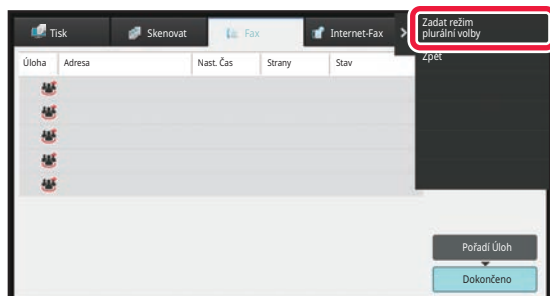 Tisk
Skenovat
Fax
Internet-Fax
Zadat režim
plurální volby
Zpět
Úloha
Adresa
Nast. Čas
Strany
Stav
Pořadí Úloh
Dokončeno